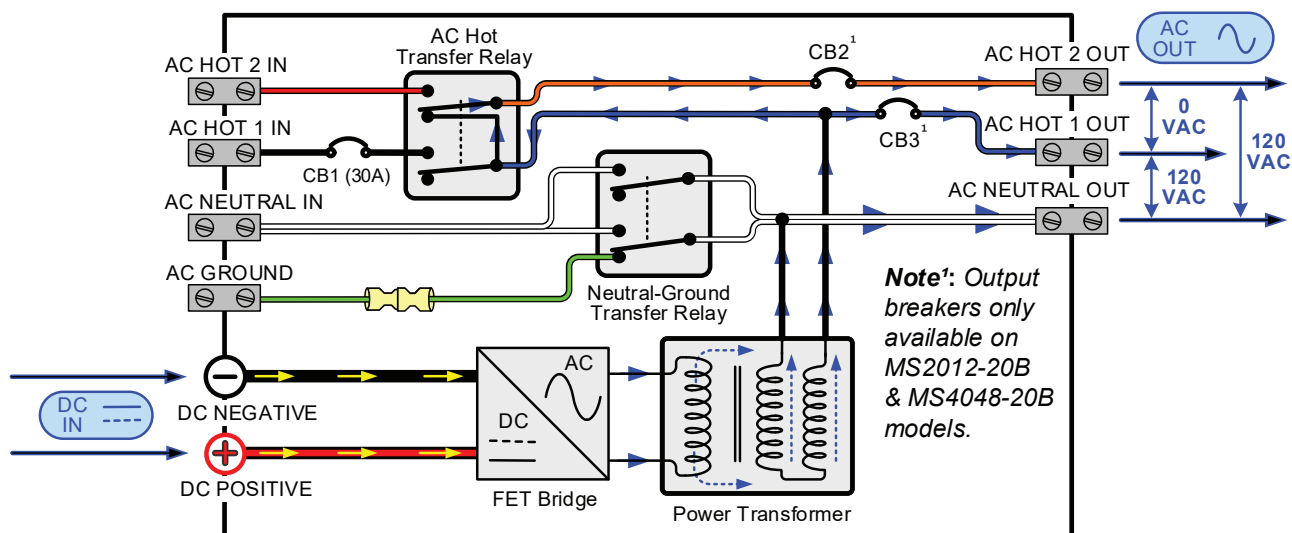 AC Hot
Transfer Relay
AC HOT 2 IN
CB2¹
AC HOT 2 OUT
AC
OUT
AC HOT 1 IN
CB1 (30A)
CB3¹
AC HOT 1 OUT
0
VAC
120
VAC
120
VAC
AC NEUTRAL IN
AC NEUTRAL OUT
AC GROUND
Neutral-Ground
Transfer Relay
Note¹: Output
breakers only
available on
MS2012-20B
& MS4048-20B
models.
DC
IN
−
DC NEGATIVE
+
DC POSITIVE
AC
DC
FET Bridge
Power Transformer